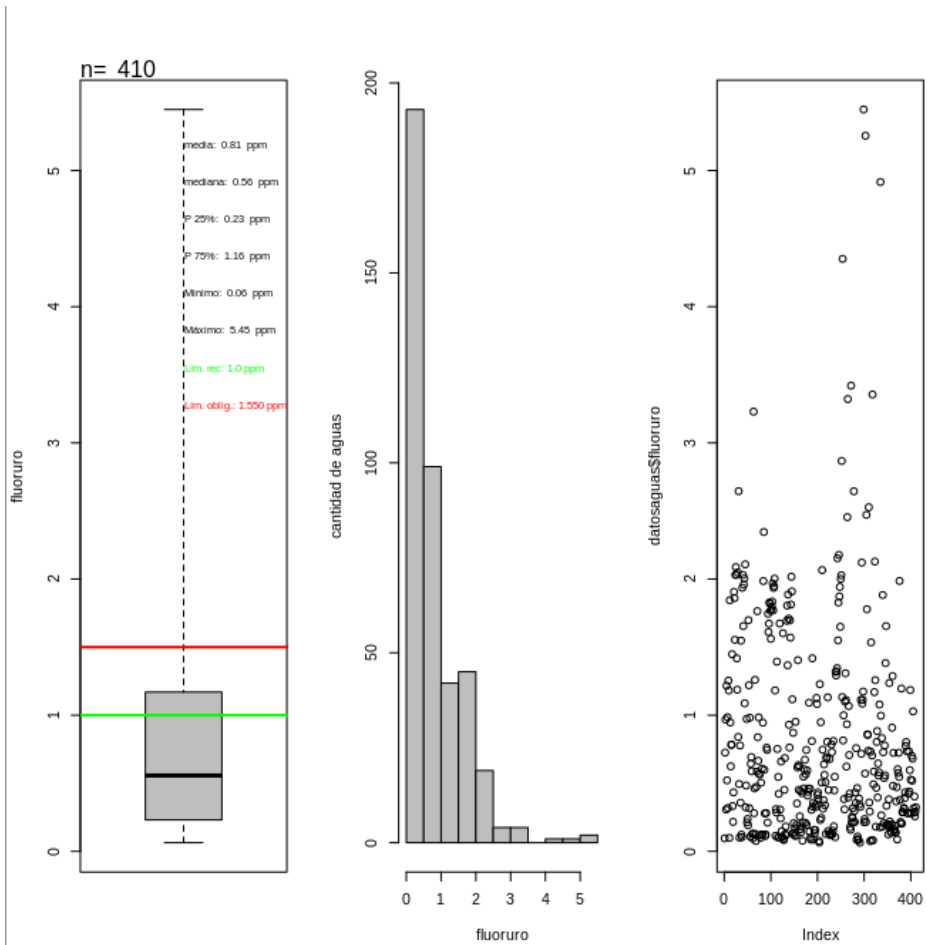 n= 410
media: 0.81 ppm
mediana: 0.56 ppm
P 25%: 0.23 ppm
P 75%: 1.16 ppm
Mínimo: 0.06 ppm
Máximo: 5.45 ppm
Lim. rec: 1.0 ppm
Lim. oblig.: 1.550 ppm
fluoruro
0
1
2
3
4
5
cantidad de aguas
0
50
100
150
200
0 1 2 3 4 5
fluoruro
datosaguas$fluoruro
0
1
2
3
4
5
0 100 200 300 400
Index